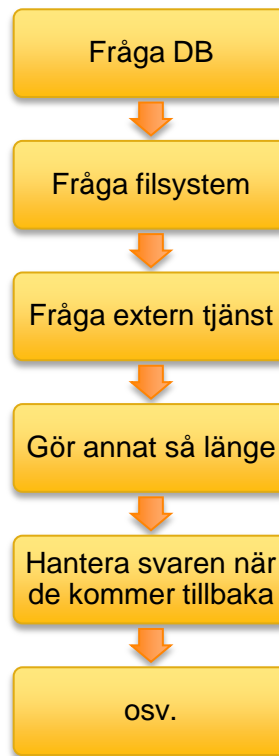 Fråga DB
Fråga filsystem
Fråga extern tjänst
Gör annat så länge
Hantera svaren när
de kommer tillbaka
osv.